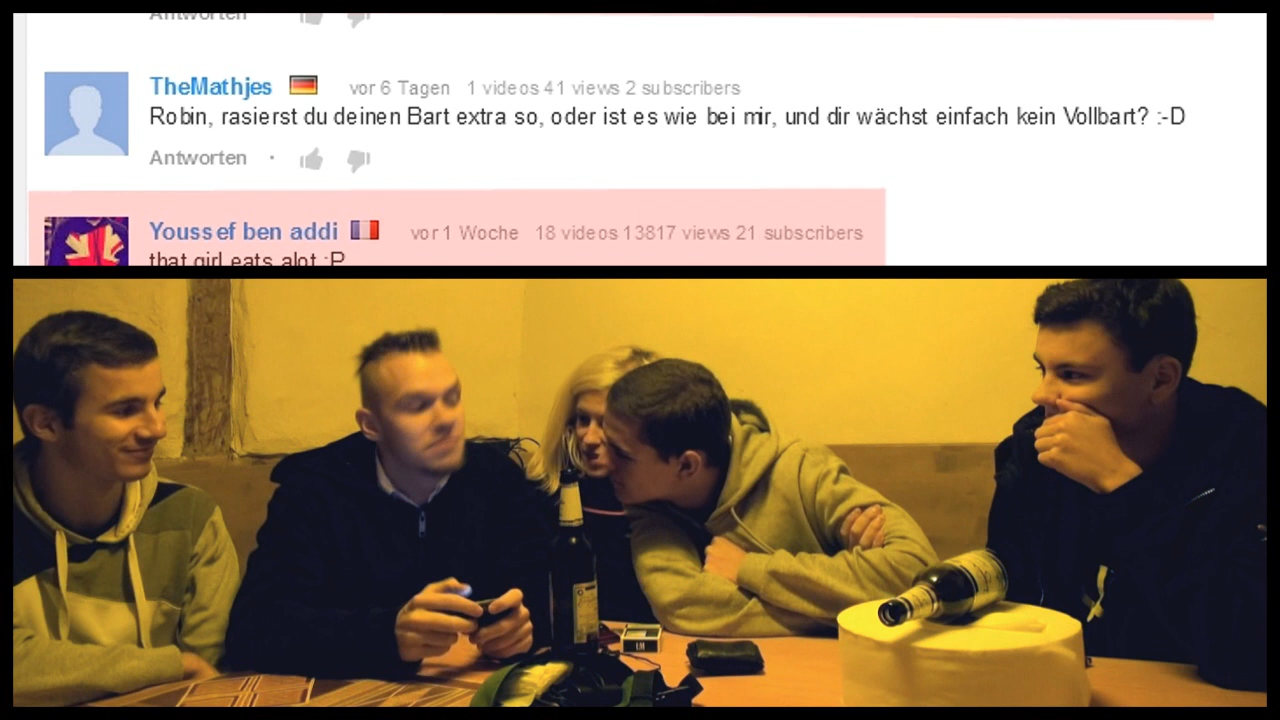 Antworten
TheMathjes vor 6 Tagen 1 videos 41 views 2 subscribers
Robin, rasierst du deinen Bart extra so, oder ist es wie bei mir, und dir wächst einfach kein Vollbart? :-D
Antworten ·
Youssef ben addi vor 1 Woche 18 videos 13817 views 21 subscribers
that girl eats alot :P